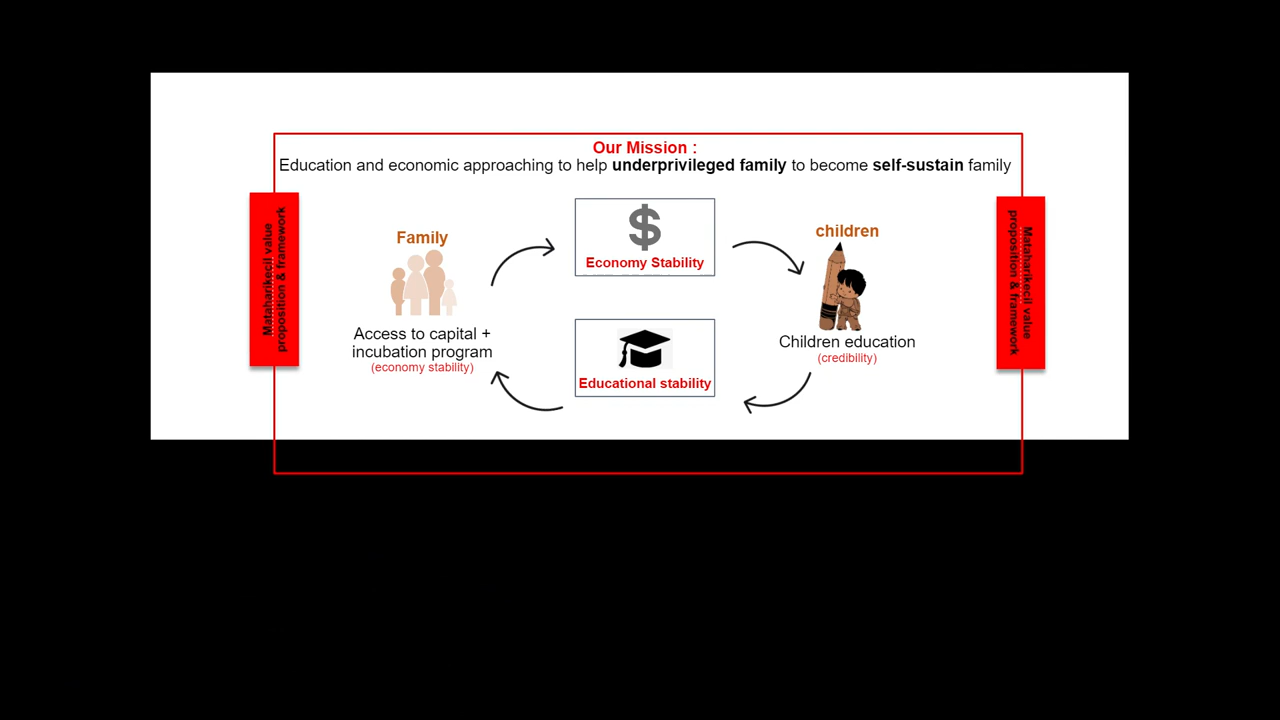 Our Mission :
Education and economic approaching to help underprivileged family to become self-sustain family
Mataharikecil value
proposition & framework
Family
Access to capital +
incubation program
(economy stability)
$
Economy Stability
Educational stability
children
Children education
(credibility)
Mataharikecil value
proposition & framework